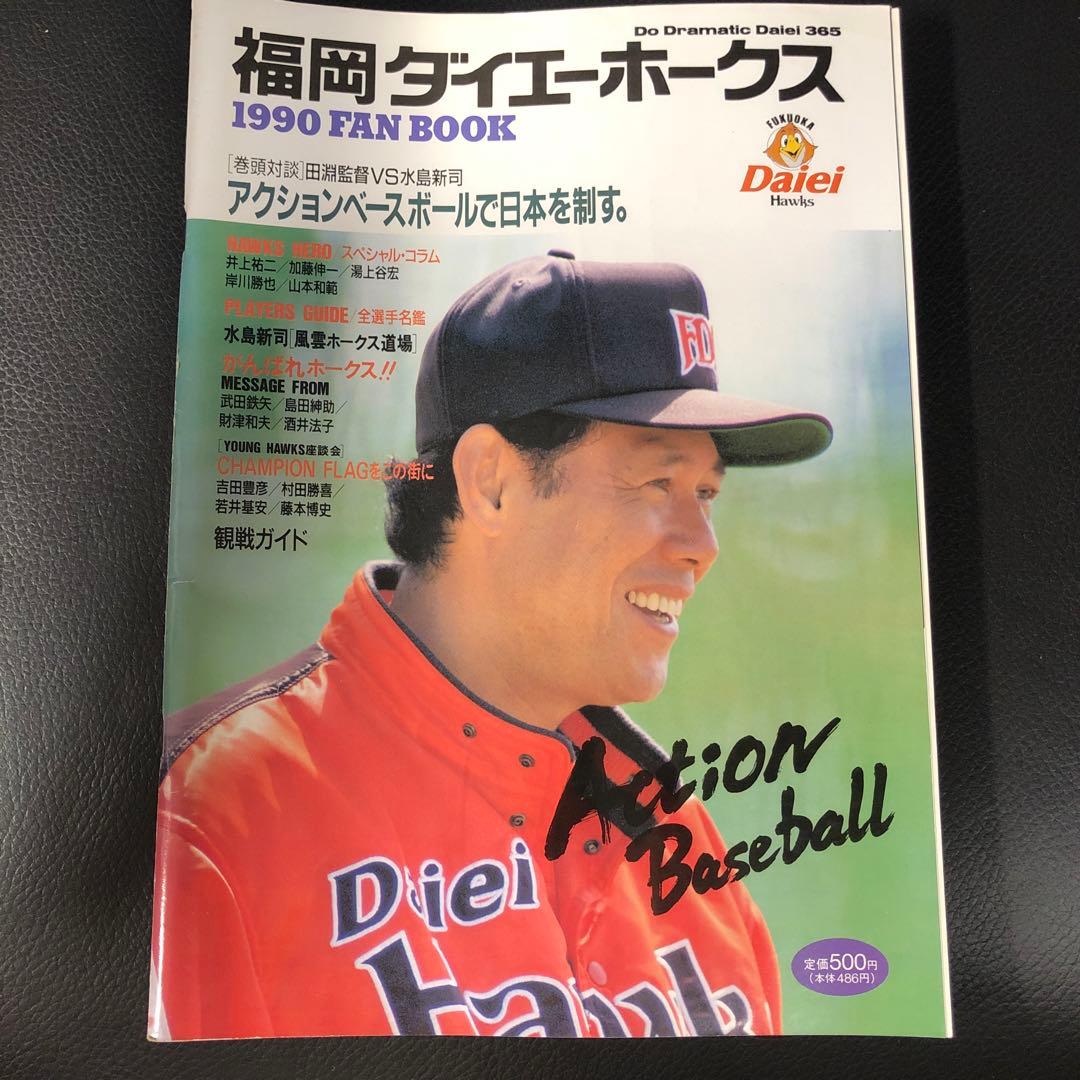 Do Dramatic Daiei 365
福岡ダイエーホークス
1990 FAN BOOK
FUKUOKA
Daiei
Hawks
[巻頭対談]田淵監督VS水島新司
アクションベースボールで日本を制す。
HAWKS HERO/スペシャル・コラム
井上祐二/加藤伸一/湯上谷宏
岸川勝也/山本和範
PLAYERS GUIDE/全選手名鑑
水島新司[風雲ホークス道場]
がんばれホークス!!
MESSAGE FROM
武田鉄矢/島田紳助/
財津和夫/酒井法子
[YOUNG HAWKS座談会]
CHAMPION FLAGをこの街に
吉田豊彦/村田勝喜/
若井基安/藤本博史
観戦ガイド
FDH
Action
Baseball
Daiei
Hawk
定価500円
(本体486円)